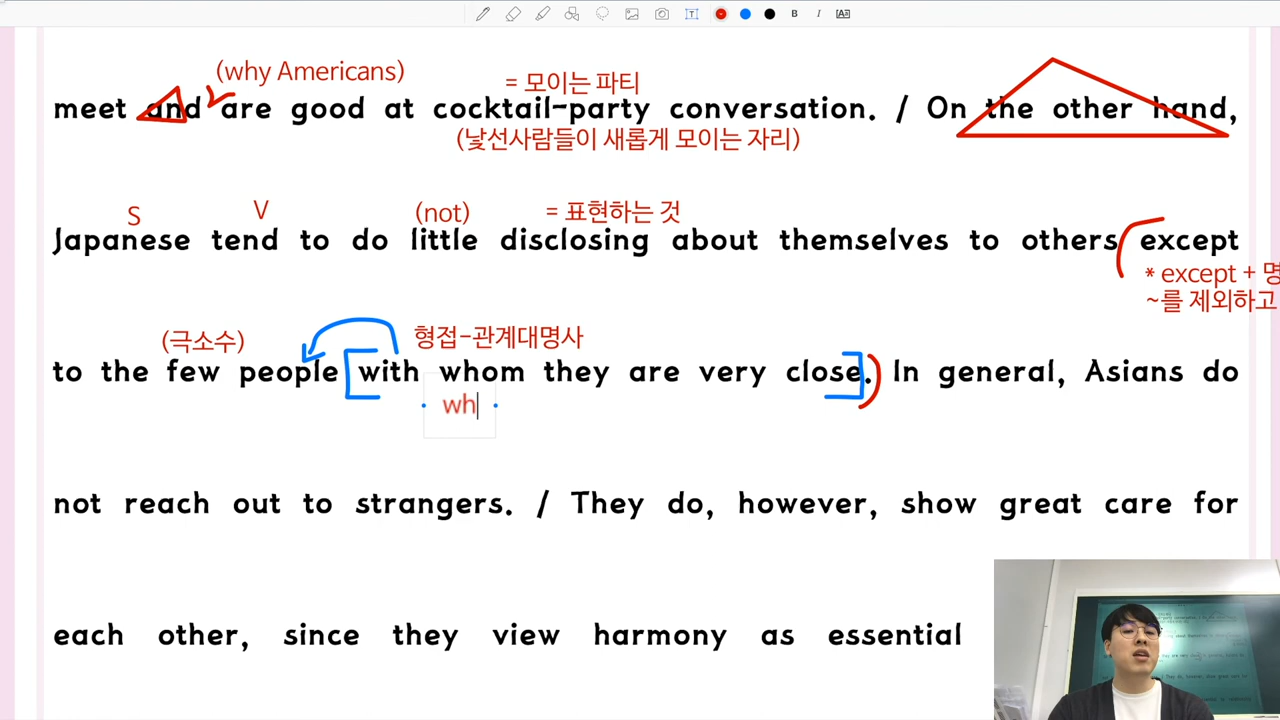 B I A
(why Americans)
= 모이는 파티
meet and are good at cocktail-party conversation. / On the other hand,
(낯선사람들이 새롭게 모이는 자리)
S V (not) = 표현하는 것
Japanese tend to do little disclosing about themselves to others except
* except + 명
~를 제외하고
(극소수) 형접-관계대명사
to the few people [with whom they are very close.) In general, Asians do
wh
not reach out to strangers. / They do, however, show great care for
each other, since they view harmony as essential